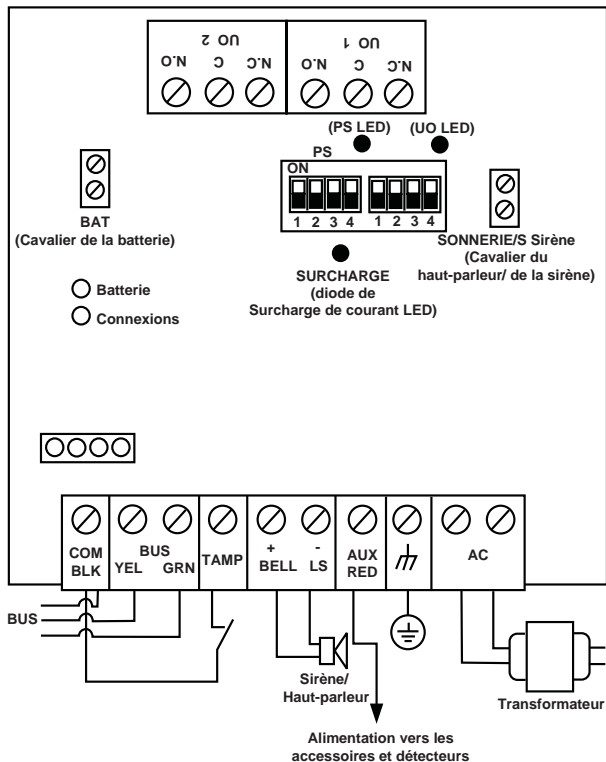 UO 2 UO 1
N.O C N.C N.O C N.C
(PS LED) (UO LED)
PS
ON
1 2 3 4 1 2 3 4
BAT
(Cavalier de la batterie)
SONNERIE/S Sirène
(Cavalier du
haut-parleur/ de la sirène)
SURCHARGE
(diode de
Surcharge de courant LED)
Batterie
Connexions
COM
BLK
BUS
YEL GRN
TAMP
+ -
BELL LS
AUX
RED
AC
BUS
Sirène/
Haut-parleur
Transformateur
Alimentation vers les
accessoires et détecteurs